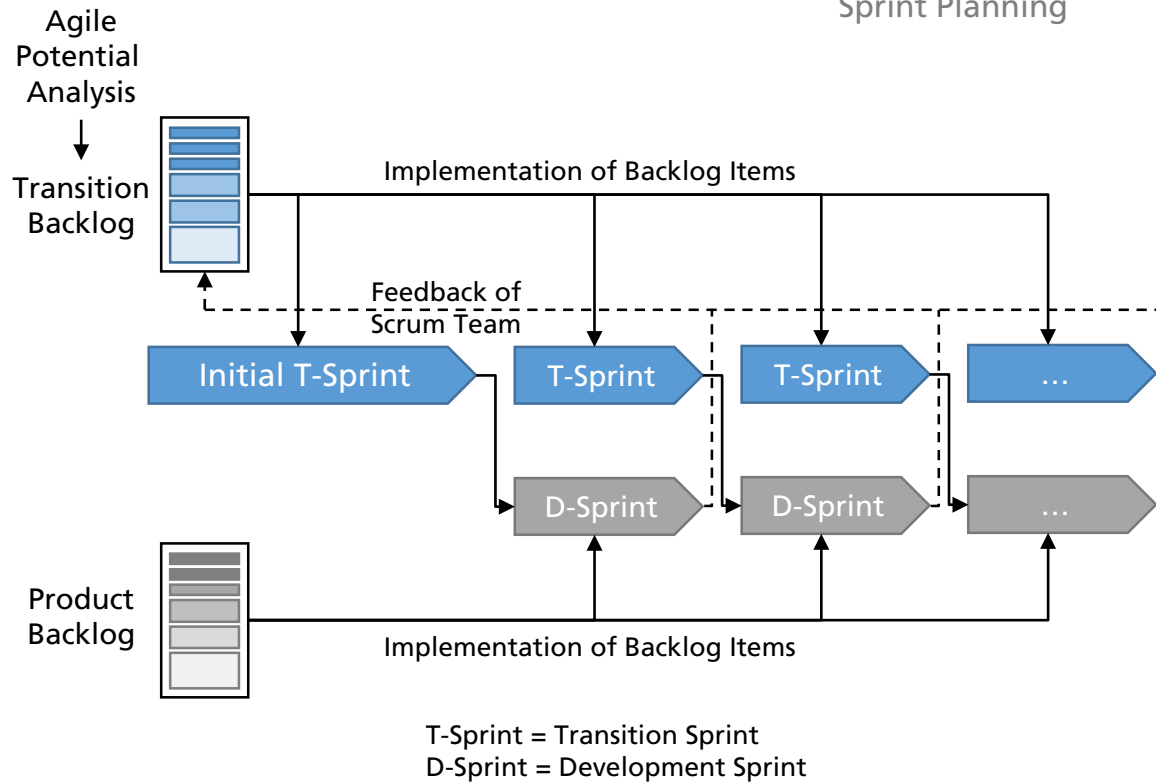 Sprint Planning
Agile
Potential
Analysis
Transition
Backlog
Implementation of Backlog Items
Feedback of
Scrum Team
Initial T-Sprint
T-Sprint
T-Sprint
...
D-Sprint
D-Sprint
...
Product
Backlog
Implementation of Backlog Items
T-Sprint = Transition Sprint
D-Sprint = Development Sprint